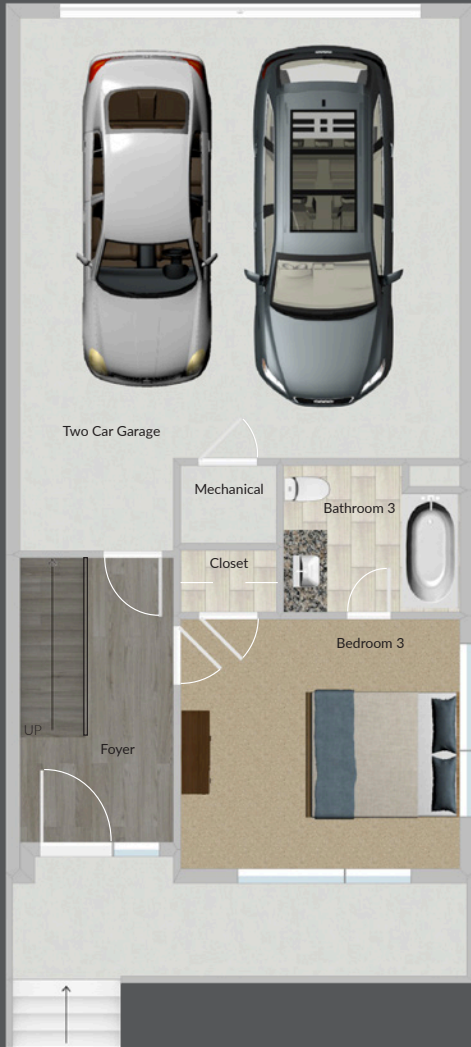 Two Car Garage
Mechanical
Bathroom 3
Closet
Bedroom 3
UP
Foyer